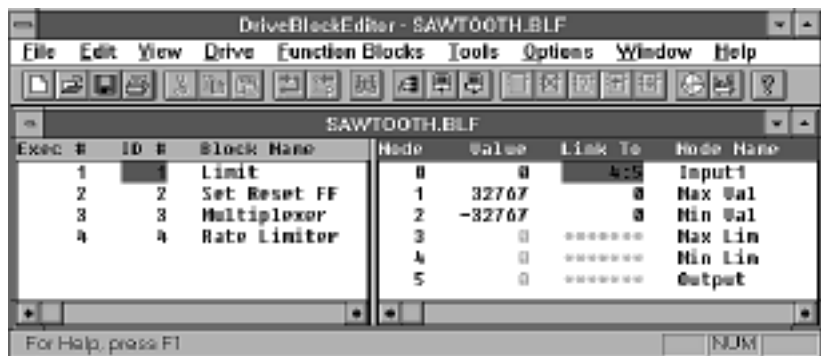 DriveBlockEditor - SAWTOOTH.BLF
File Edit View Drive Function Blocks Tools Options Window Help
SAWTOOTH.BLF
Exec # ID # Block Name
1 1 Limit
2 2 Set Reset FF
3 3 Multiplexer
4 4 Rate Limiter
Node Value Link To Node Name
0 0 4:5 Input1
1 32767 0 Max Val
2 -32767 0 Min Val
3 0 ******* Max Lim
4 0 ******* Min Lim
5 0 ******* Output
For Help, press F1
NUM